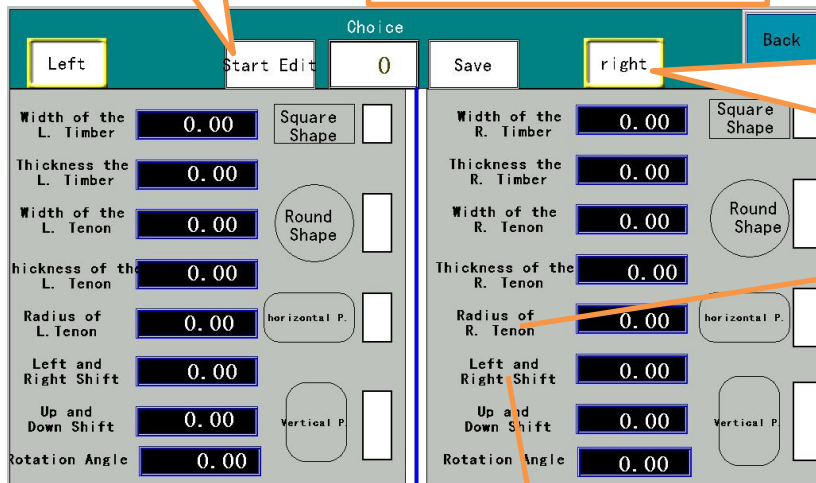 Choice
Back
Left
Start Edit
0
Save
right
Width of the
L. Timber
0.00
Square
Shape
Thickness the
L. Timber
0.00
Width of the
L. Tenon
0.00
Round
Shape
hickness of the
L. Tenon
0.00
Radius of
L.Tenon
0.00
horizontal P.
Left and
Right Shift
0.00
Up and
Down Shift
0.00
Vertical P.
Rotation Angle
0.00
Width of the
R. Timber
0.00
Square
Shape
Thickness the
R. Timber
0.00
Width of the
R. Tenon
0.00
Round
Shape
Thickness of the
R. Tenon
0.00
Radius of
R. Tenon
0.00
horizontal P.
Left and
Right Shift
0.00
Up and
Down Shift
0.00
Vertical P.
Rotation Angle
0.00